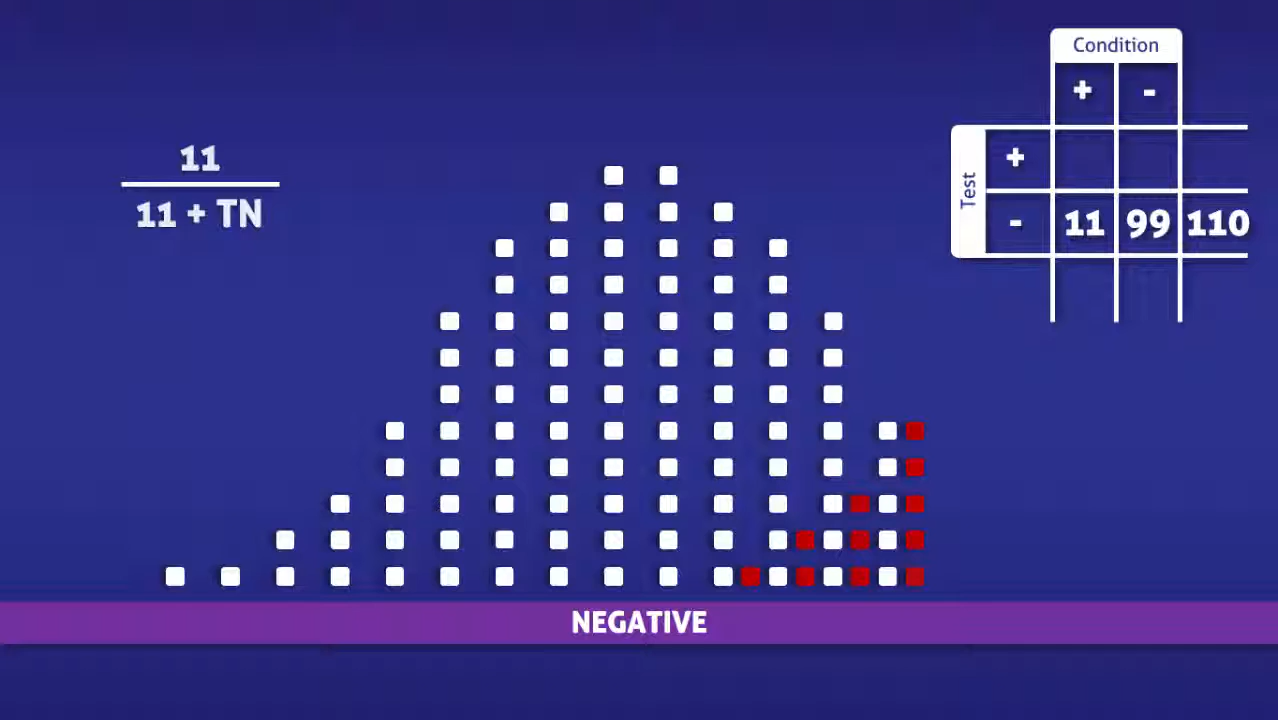 Condition
+ -
11
11 + TN
Test
+
- 11 99 110
NEGATIVE